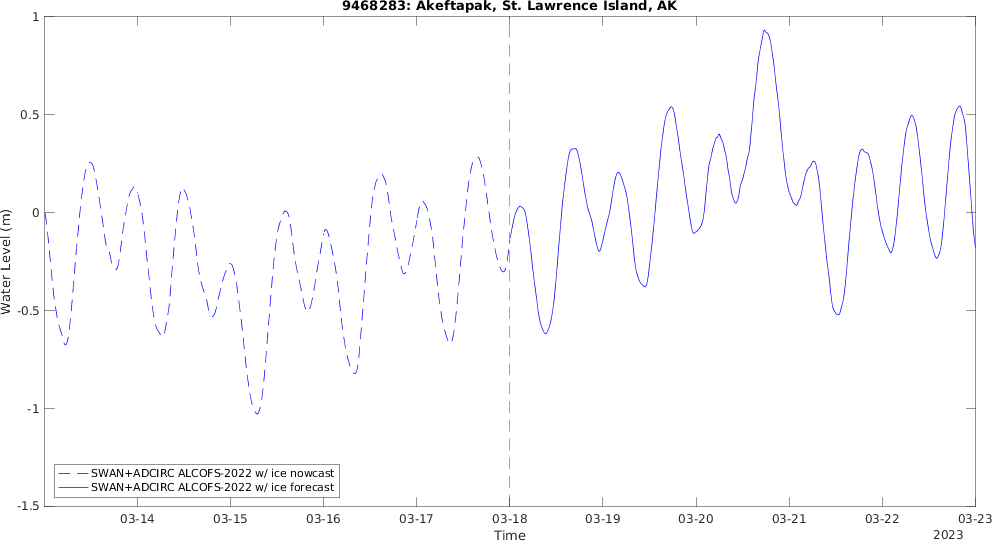 9468283: Akeftapak, St. Lawrence Island, AK
1
0.5
0
-0.5
-1
-1.5
Water Level (m)
SWAN+ADCIRC ALCOFS-2022 w/ ice nowcast
SWAN+ADCIRC ALCOFS-2022 w/ ice forecast
03-14 03-15 03-16 03-17 03-18 03-19 03-20 03-21 03-22 03-23
Time
2023